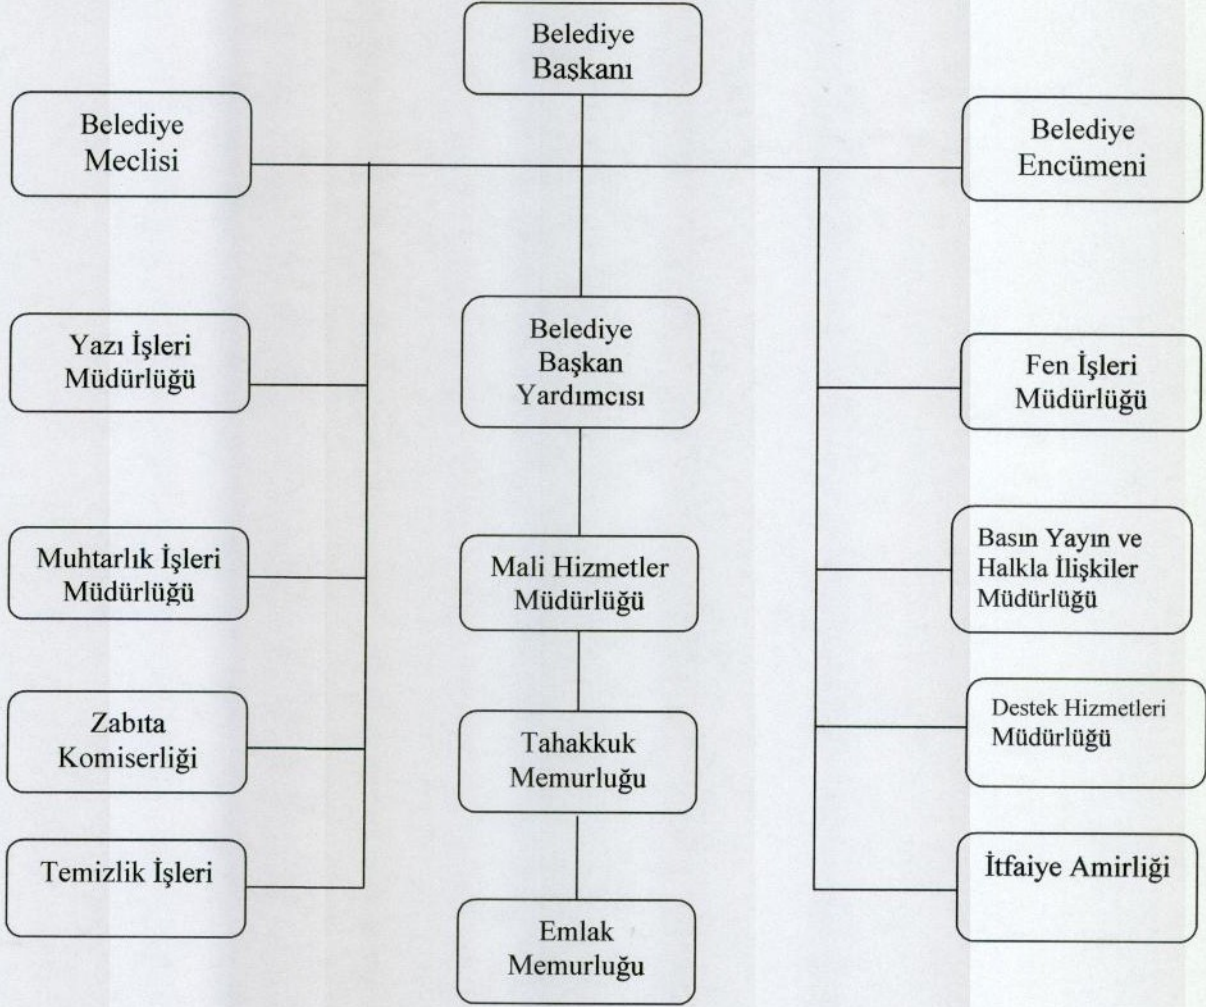 Belediye
Başkanı
Belediye
Meclisi
Belediye
Encümeni
Yazı İşleri
Müdürlüğü
Belediye
Başkan
Yardımcısı
Fen İşleri
Müdürlüğü
Muhtarlık İşleri
Müdürlüğü
Mali Hizmetler
Müdürlüğü
Basın Yayın ve
Halkla İlişkiler
Müdürlüğü
Zabıta
Komiserliği
Tahakkuk
Memurluğu
Destek Hizmetleri
Müdürlüğü
Temizlik İşleri
İtfaiye Amirliği
Emlak
Memurluğu